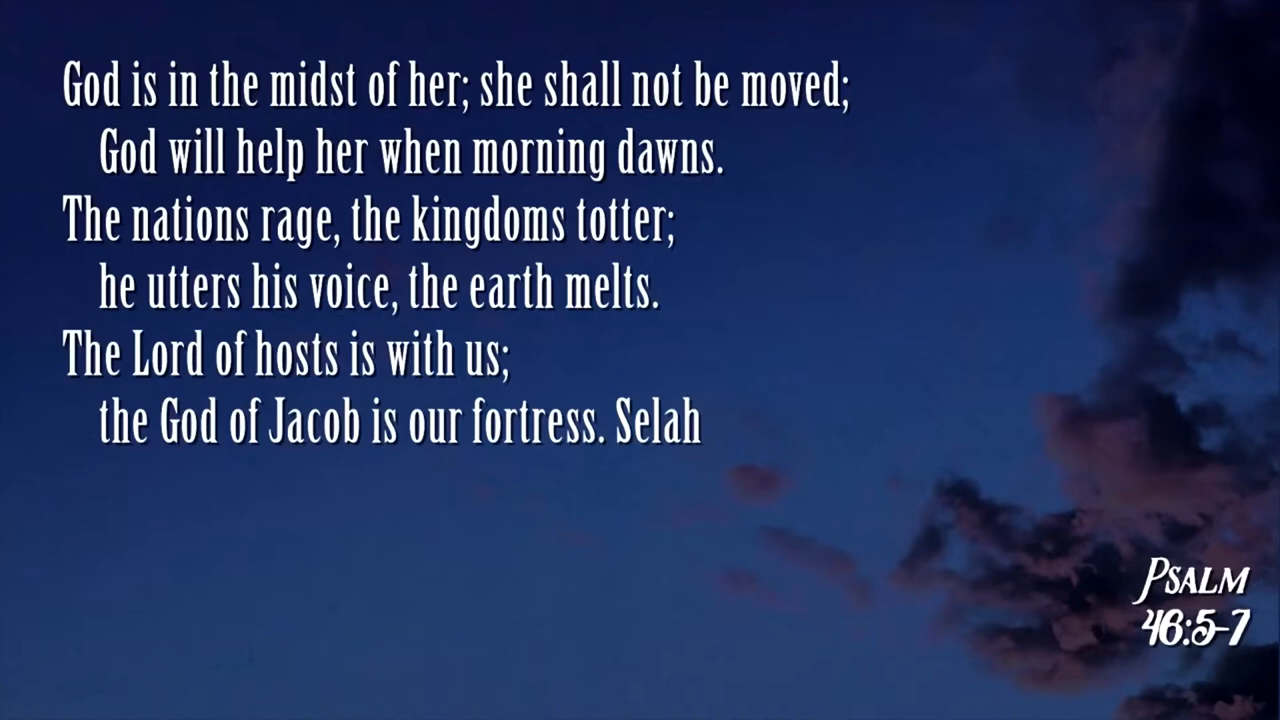 God is in the midst of her; she shall not be moved;
God will help her when morning dawns.
The nations rage, the kingdoms totter;
he utters his voice, the earth melts.
The Lord of hosts is with us;
the God of Jacob is our fortress. Selah
Psalm
46:5-7